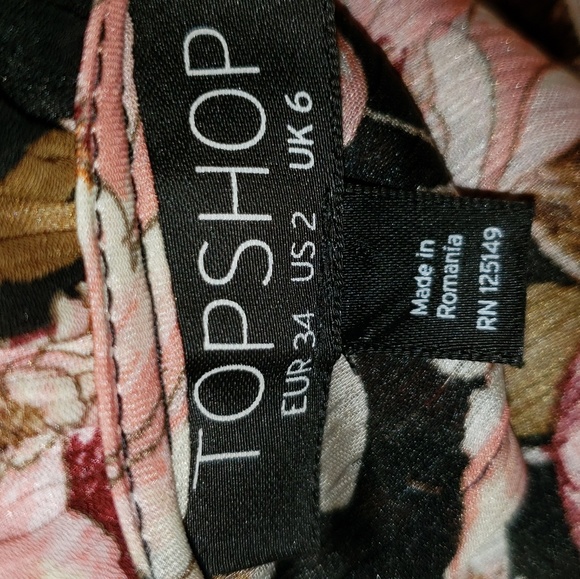 TOPSHOP
EUR 34 US 2 UK 6
Made in
Romania
RN 125149